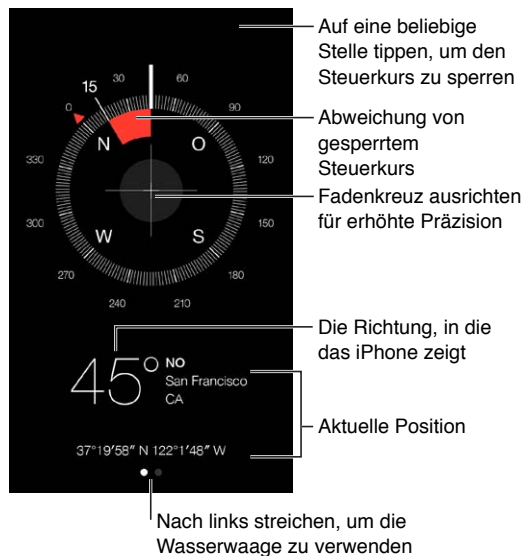 Auf eine beliebige
Stelle tippen, um den
Steuerkurs zu sperren
15
30
60
0
90
Abweichung von
gesperrtem
Steuerkurs
N
O
330
120
Fadenkreuz ausrichten
für erhöhte Präzision
300
150
W
S
270
180
240
210
Die Richtung, in die
das iPhone zeigt
45° NO
San Francisco
CA
Aktuelle Position
37°19′58″ N 122°1′48″ W
Nach links streichen, um die
Wasserwaage zu verwenden